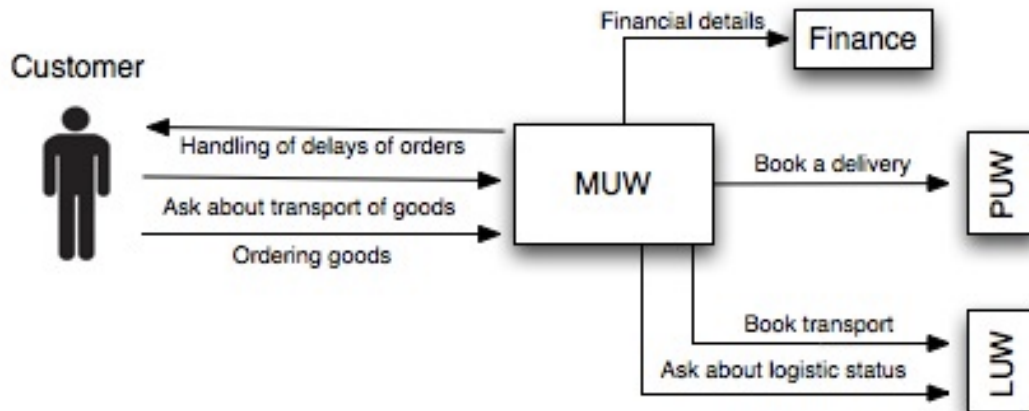 Financial details
Finance
Customer
Handling of delays of orders
MUW
Book a delivery
PUW
Ask about transport of goods
Ordering goods
Book transport
Ask about logistic status
LUW